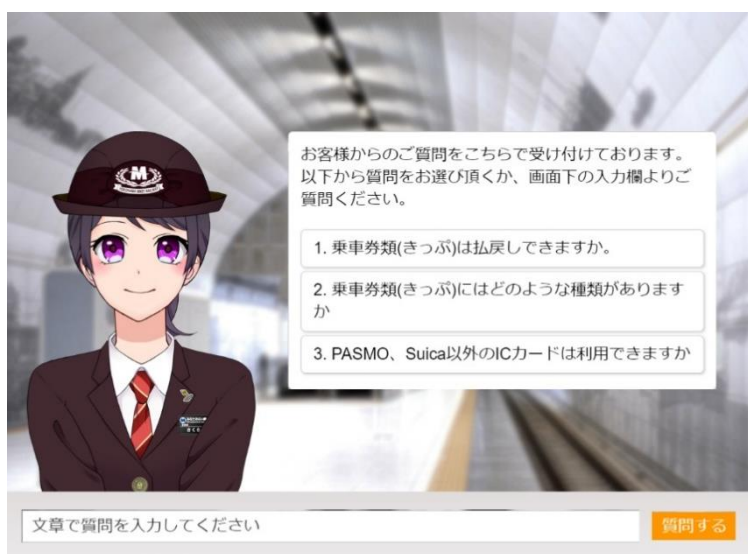 M
お客様からのご質問をこちらで受け付けております。
以下から質問をお選び頂くか、画面下の入力欄よりご
質問ください。
1. 乗車券類(きっぷ)は払戻しできますか。
2. 乗車券類(きっぷ)にはどのような種類があります
か
3. PASMO、Suica以外のICカードは利用できますか
文章で質問を入力してください
質問する